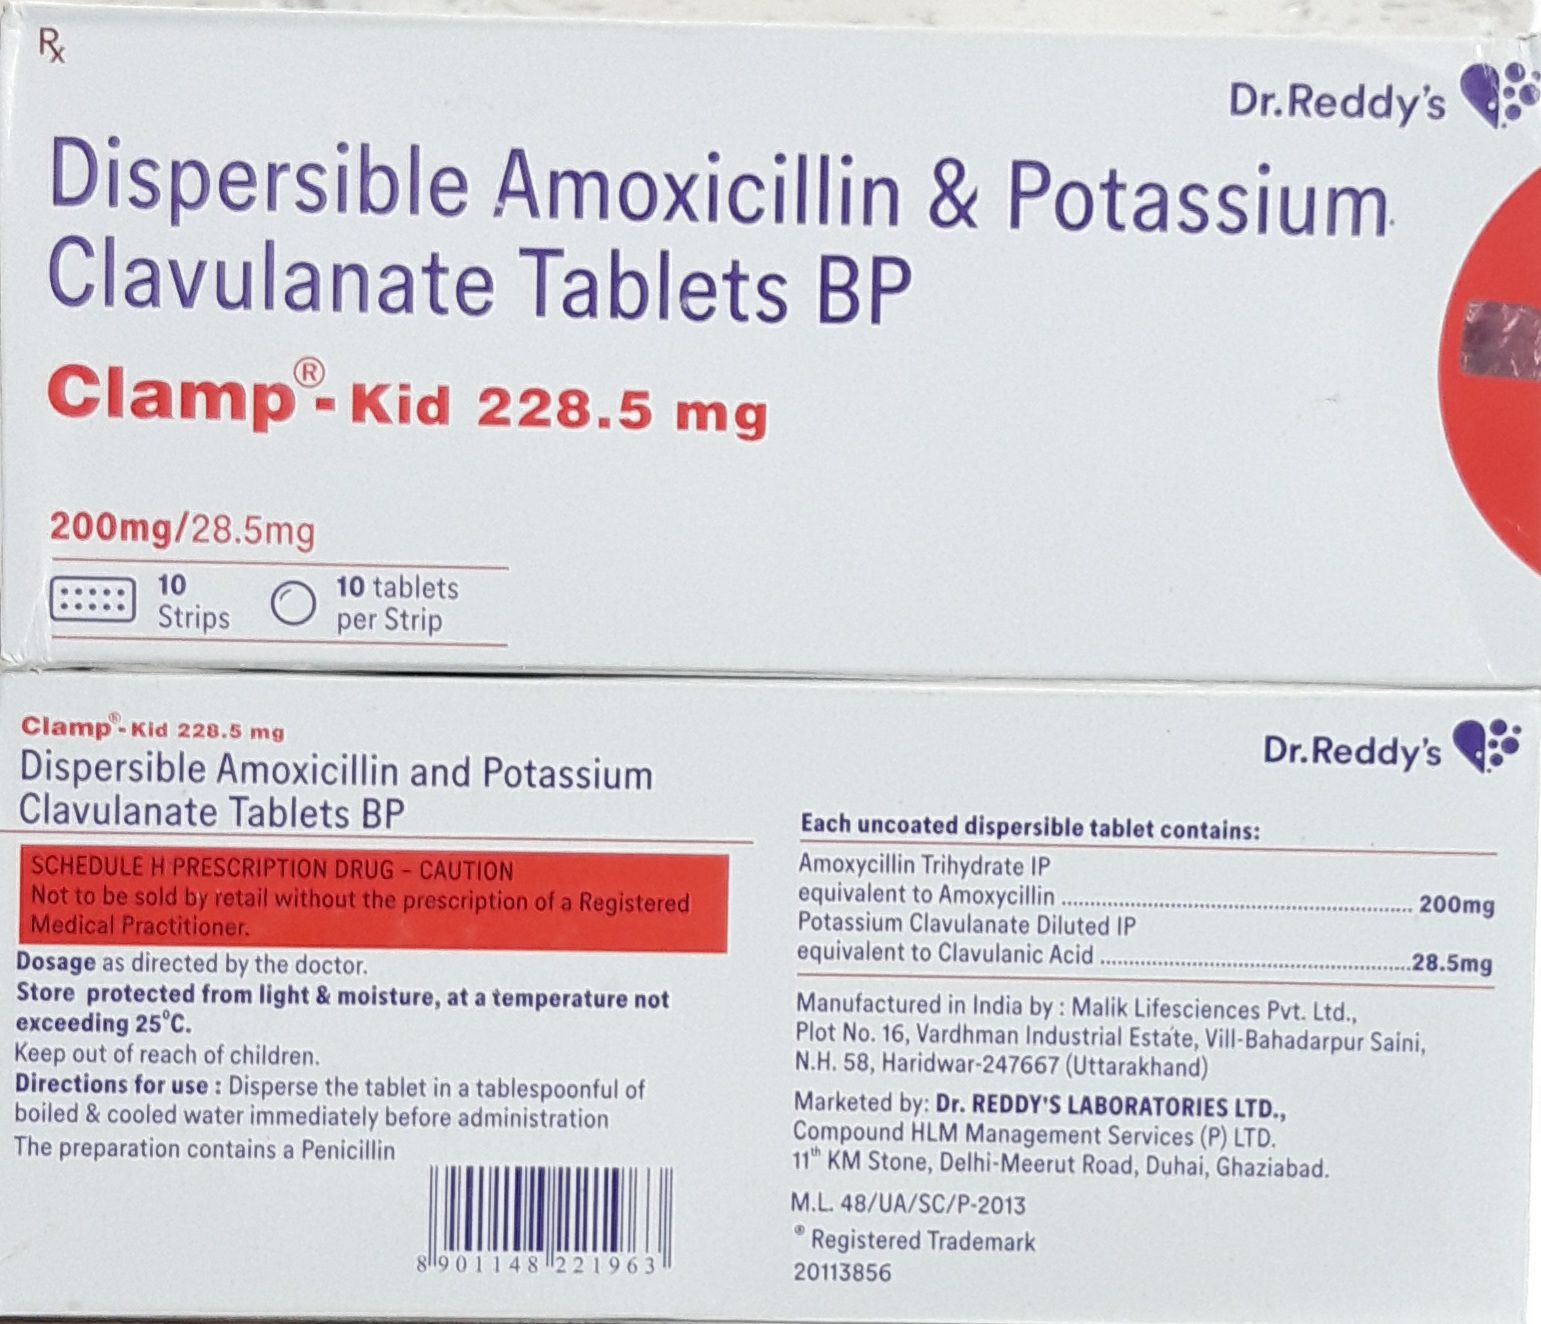 Rx
Dr.Reddy's
Dispersible Amoxicillin & Potassium
Clavulanate Tablets BP
Clamp®-Kid 228.5 mg
200mg/28.5mg
10
Strips
10 tablets
per Strip
Clamp®-Kid 228.5 mg
Dispersible Amoxicillin and Potassium
Clavulanate Tablets BP
SCHEDULE H PRESCRIPTION DRUG - CAUTION
Not to be sold by retail without the prescription of a Registered
Medical Practitioner.
Dosage as directed by the doctor.
Store protected from light & moisture, at a temperature not
exceeding 25°C.
Keep out of reach of children.
Directions for use : Disperse the tablet in a tablespoonful of
boiled & cooled water immediately before administration
The preparation contains a Penicillin
8901148221963
Dr.Reddy's
Each uncoated dispersible tablet contains:
Amoxycillin Trihydrate IP
equivalent to Amoxycillin ........................................ 200mg
Potassium Clavulanate Diluted IP
equivalent to Clavulanic Acid ........................................28.5mg
Manufactured in India by : Malik Lifesciences Pvt. Ltd.,
Plot No. 16, Vardhman Industrial Estate, Vill-Bahadarpur Saini,
N.H. 58, Haridwar-247667 (Uttarakhand)
Marketed by: Dr. REDDY'S LABORATORIES LTD.,
Compound HLM Management Services (P) LTD.
11th KM Stone, Delhi-Meerut Road, Duhai, Ghaziabad.
M.L. 48/UA/SC/P-2013
® Registered Trademark
20113856